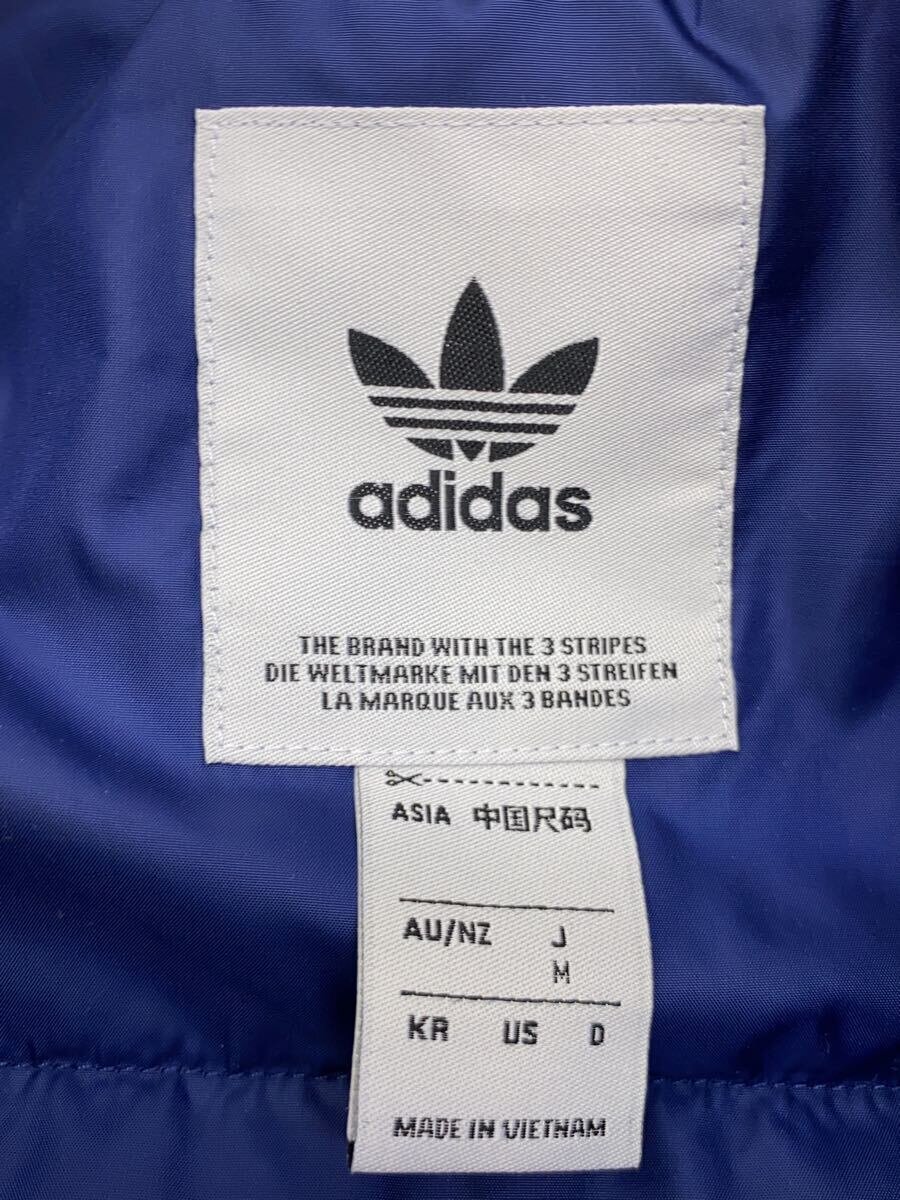 adidas
THE BRAND WITH THE 3 STRIPES
DIE WELTMARKE MIT DEN 3 STREIFEN
LA MARQUE AUX 3 BANDES
ASIA 中国尺码
AU/NZ J
M
KR US D
MADE IN VIETNAM